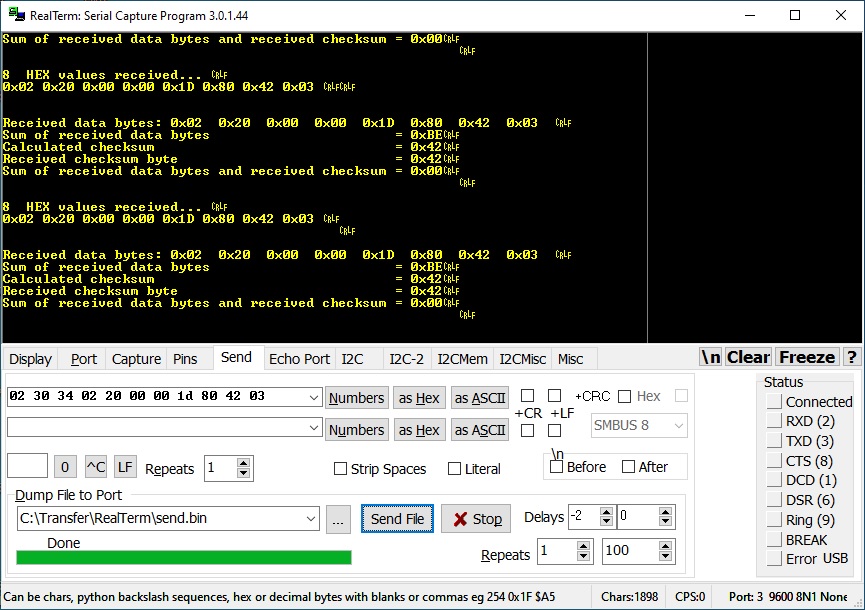 RealTerm: Serial Capture Program 3.0.1.44
Sum of received data bytes and received checksum = 0x00CRLF
CRLF
8  HEX values received... CRLF
0x02 0x20 0x00 0x00 0x1D 0x80 0x42 0x03 CRLFCRLF
Received data bytes: 0x02  0x20  0x00  0x00  0x1D  0x80  0x42  0x03  CRLF
Sum of received data bytes = 0xBECRLF
Calculated checksum = 0x42CRLF
Received checksum byte = 0x42CRLF
Sum of received data bytes and received checksum = 0x00CRLF
CRLF
8  HEX values received... CRLF
0x02 0x20 0x00 0x00 0x1D 0x80 0x42 0x03 CRLF
CRLF
Received data bytes: 0x02  0x20  0x00  0x00  0x1D  0x80  0x42  0x03  CRLF
Sum of received data bytes = 0xBECRLF
Calculated checksum = 0x42CRLF
Received checksum byte = 0x42CRLF
Sum of received data bytes and received checksum = 0x00CRLF
CRLF
Display Port Capture Pins Send Echo Port I2C I2C-2 I2CMem I2CMisc Misc \n Clear Freeze ?
02 30 34 02 20 00 00 1d 80 42 03 Numbers as Hex as ASCII +CRC Hex
+CR +LF
Numbers as Hex as ASCII SMBUS 8
0 ^C LF Repeats 1 Strip Spaces Literal
\n
Before After
Dump File to Port
C:\Transfer\RealTerm\send.bin ... Send File Stop Delays -2 0
Done
Repeats 1 100
Status
Connected
RXD (2)
TXD (3)
CTS (8)
DCD (1)
DSR (6)
Ring (9)
BREAK
Error USB
Can be chars, python backslash sequences, hex or decimal bytes with blanks or commas eg 254 0x1F $A5 Chars:1898 CPS:0 Port: 3 9600 8N1 None